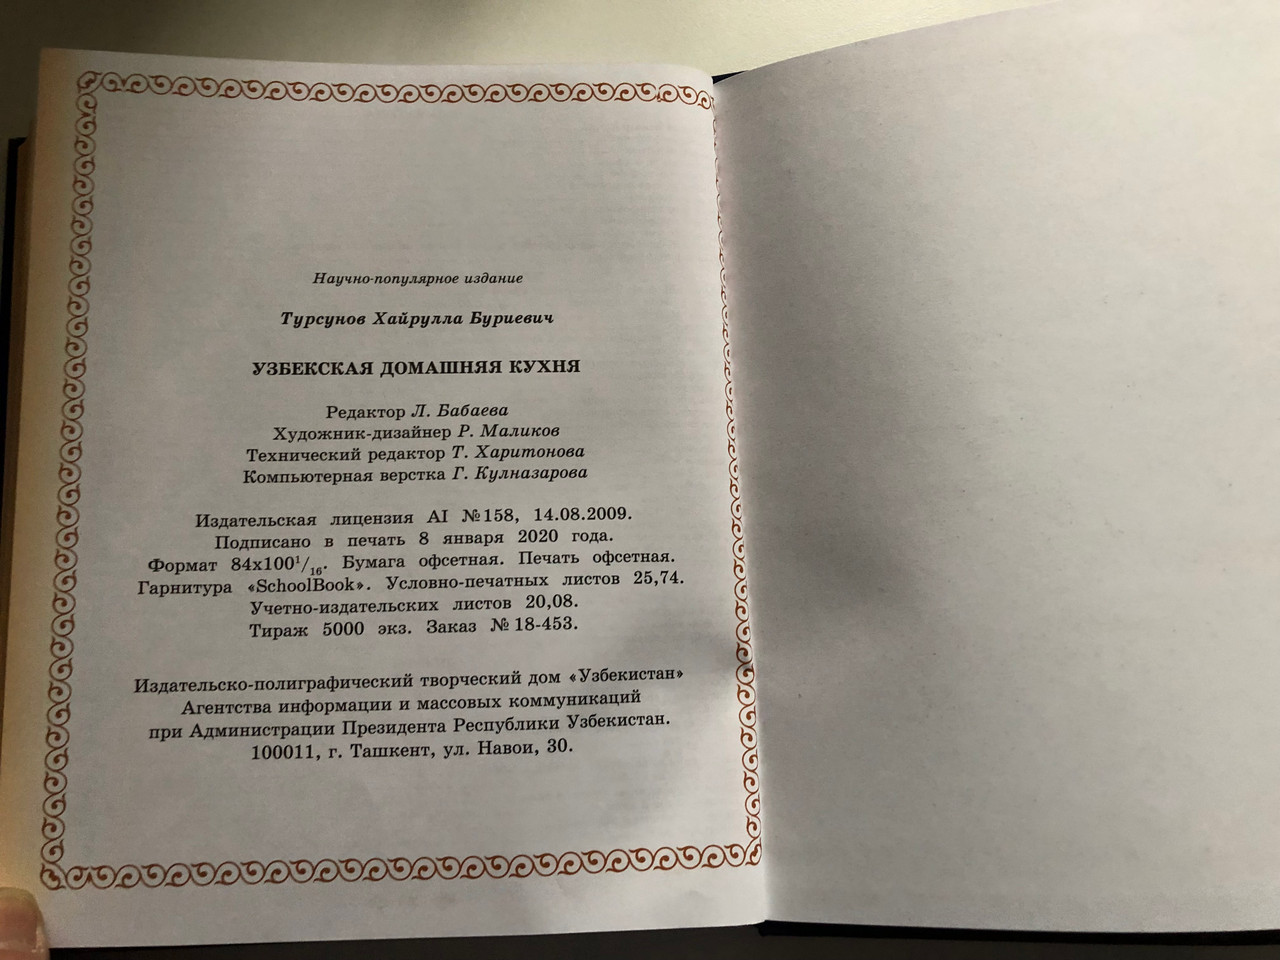 Научно-популярное издание
Турсунов Хайрулла Буриевич
УЗБЕКСКАЯ ДОМАШНЯЯ КУХНЯ
Редактор Л. Бабаева
Художник-дизайнер Р. Маликов
Технический редактор Т. Харитонова
Компьютерная верстка Г. Кулназарова
Издательская лицензия AI №158, 14.08.2009.
Подписано в печать 8 января 2020 года.
Формат 84x100¹/₁₆. Бумага офсетная. Печать офсетная.
Гарнитура «SchoolBook». Условно-печатных листов 25,74.
Учетно-издательских листов 20,08.
Тираж 5000 экз. Заказ №18-453.
Издательско-полиграфический творческий дом «Узбекистан»
Агентства информации и массовых коммуникаций
при Администрации Президента Республики Узбекистан.
100011, г. Ташкент, ул. Навои, 30.